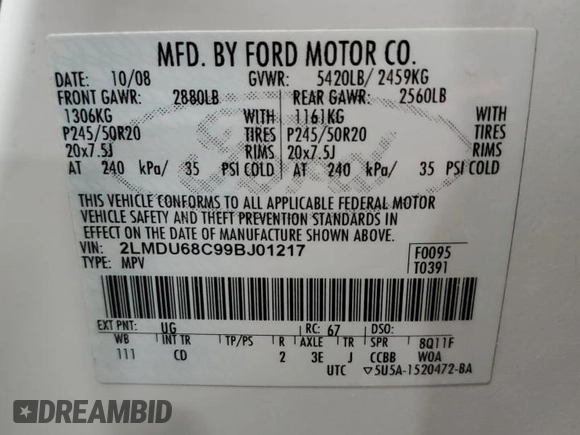 MFD. BY FORD MOTOR CO.
DATE: 10/08 GVWR: 5420LB/ 2459KG
FRONT GAWR: 2880LB REAR GAWR: 2560LB
1306KG WITH 1161KG WITH
P245/50R20 TIRES P245/50R20 TIRES
20x7.5J RIMS 20x7.5J RIMS
AT 240 kPa/ 35 PSI COLD AT 240 kPa/ 35 PSI COLD
THIS VEHICLE CONFORMS TO ALL APPLICABLE FEDERAL MOTOR
VEHICLE SAFETY AND THEFT PREVENTION STANDARDS IN
EFFECT ON THE DATE OF MANUFACTURE SHOWN ABOVE.
VIN: 2LMDU68C99BJ01217 F0095
TYPE: MPV T0391
EXT PNT: UG RC: 67 DSO:
WB INT TR TP/PS R AXLE TR SPR 8Q11F
111 CD 2 3E J CCBB WOA
UTC ▽5U5A-1520472-BA
Ford
DREAMBID